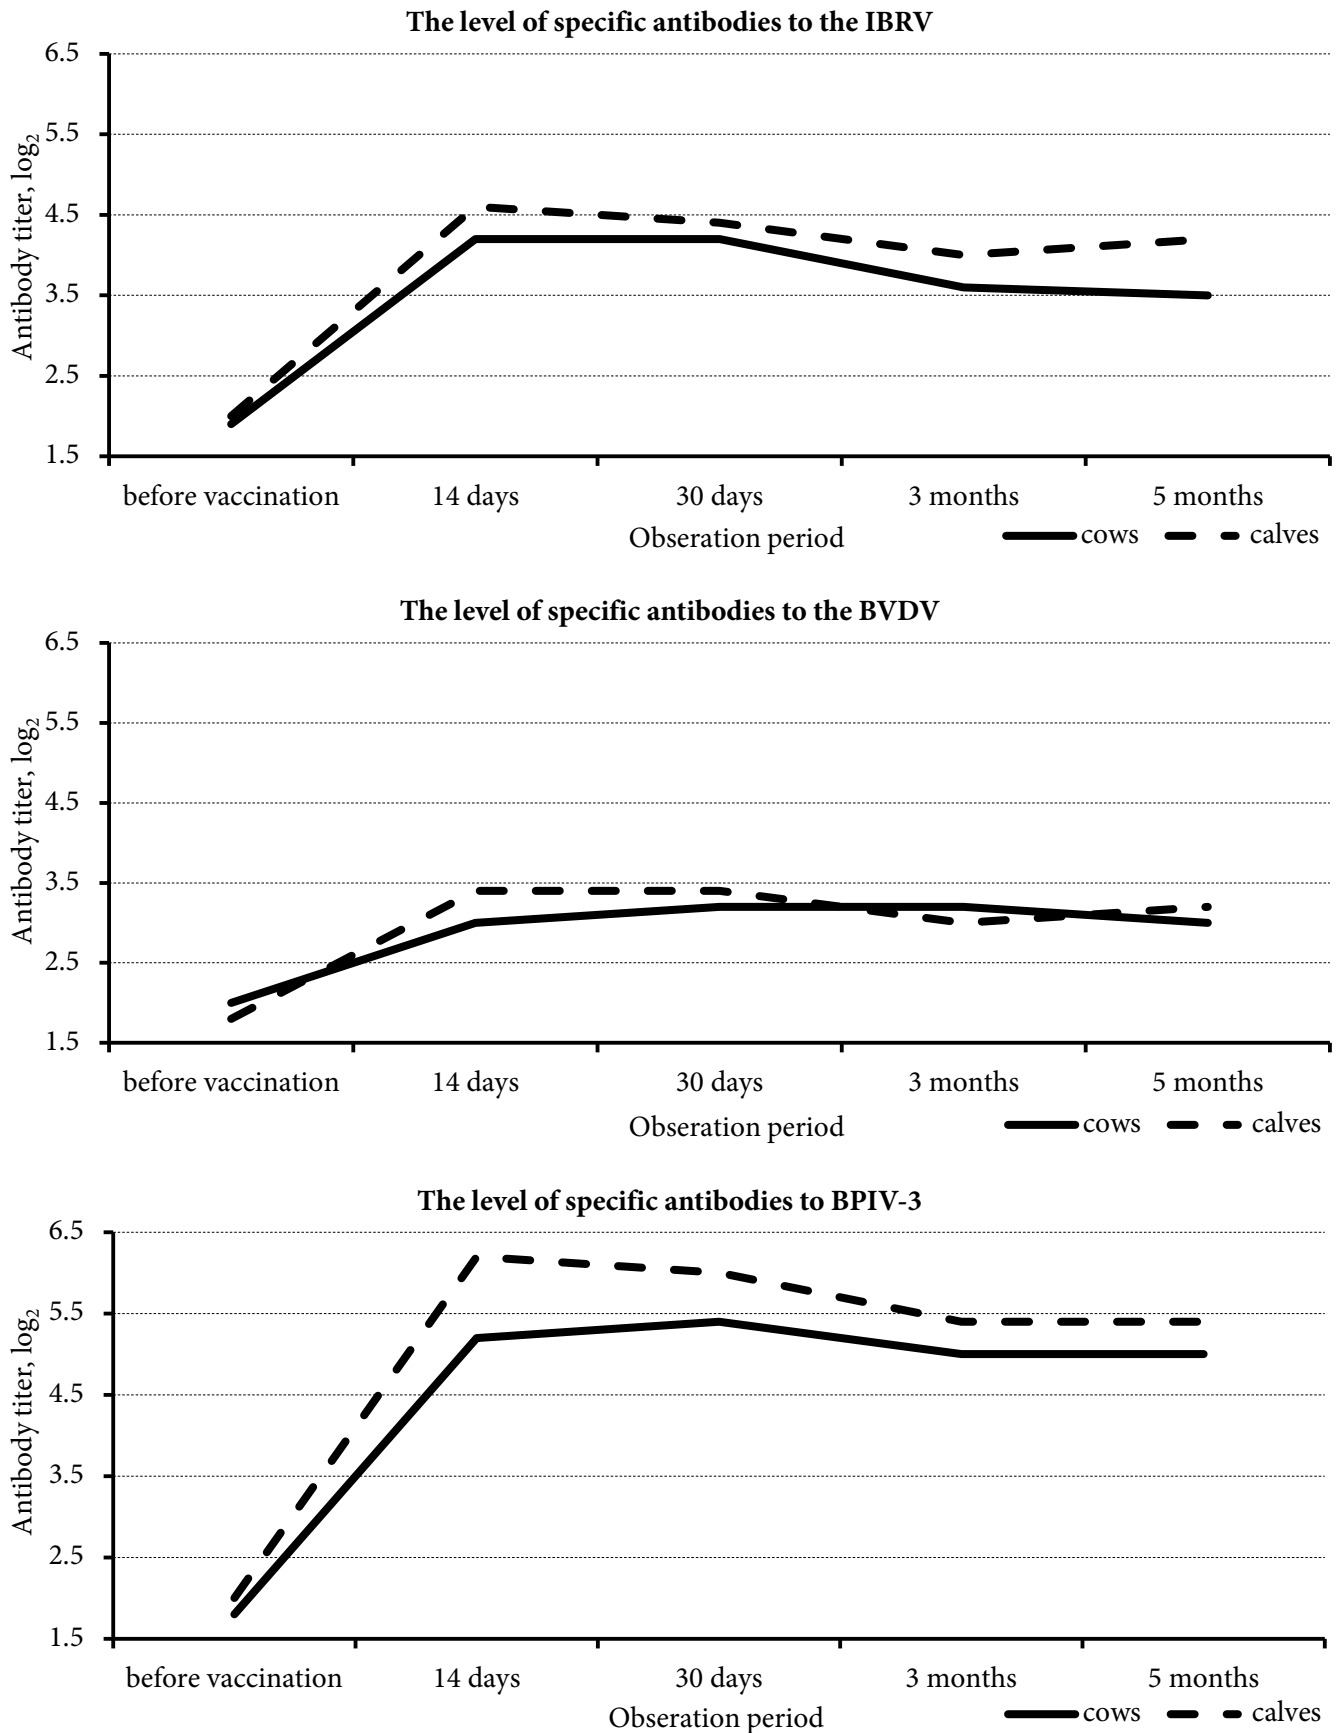 The level of specific antibodies to the IBRV
6.5
5.5
4.5
3.5
2.5
1.5
Antibody titer, log₂
before vaccination 14 days 30 days 3 months 5 months
Obseration period
cows calves
The level of specific antibodies to the BVDV
6.5
5.5
4.5
3.5
2.5
1.5
Antibody titer, log₂
before vaccination 14 days 30 days 3 months 5 months
Obseration period
cows calves
The level of specific antibodies to BPIV-3
6.5
5.5
4.5
3.5
2.5
1.5
Antibody titer, log₂
before vaccination 14 days 30 days 3 months 5 months
Obseration period
cows calves